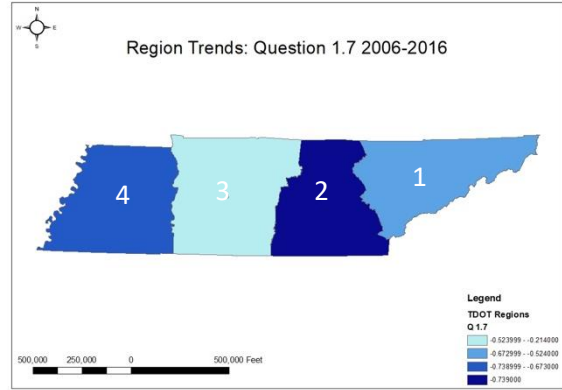 N
W E
S
Region Trends: Question 1.7 2006-2016
4 3 2 1
Legend
TDOT Regions
Q 1.7
-0.523999 - -0.214000
-0.672999 - -0.524000
-0.738999 - -0.673000
-0.739000
500,000 250,000 0 500,000 Feet